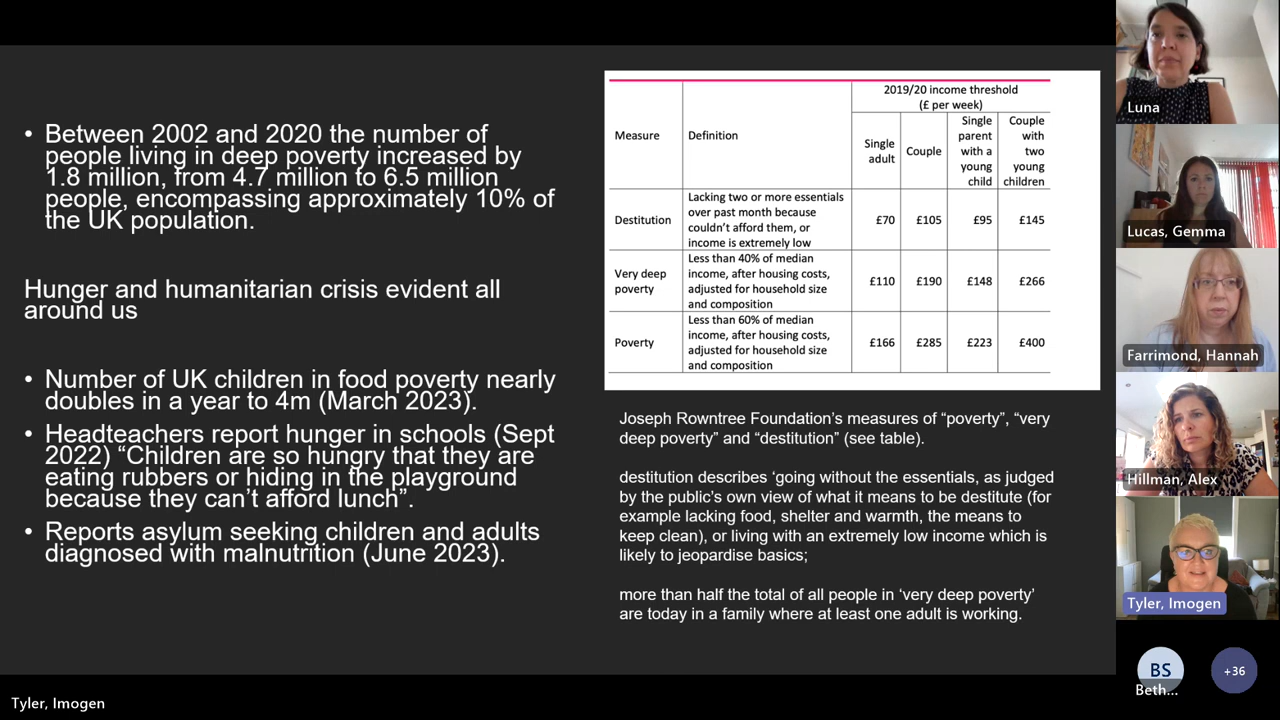 • Between 2002 and 2020 the number of
people living in deep poverty increased by
1.8 million, from 4.7 million to 6.5 million
people, encompassing approximately 10% of
the UK population.
Hunger and humanitarian crisis evident all
around us
• Number of UK children in food poverty nearly
doubles in a year to 4m (March 2023).
• Headteachers report hunger in schools (Sept
2022) “Children are so hungry that they are
eating rubbers or hiding in the playground
because they can’t afford lunch”.
• Reports asylum seeking children and adults
diagnosed with malnutrition (June 2023).
2019/20 income threshold
(£ per week)
Measure
Definition
Single
adult
Couple
Single
parent
with a
young
child
Couple
with
two
young
children
Destitution
Lacking two or more essentials
over past month because
couldn’t afford them, or
income is extremely low
£70
£105
£95
£145
Very deep
poverty
Less than 40% of median
income, after housing costs,
adjusted for household size
and composition
£110
£190
£148
£266
Poverty
Less than 60% of median
income, after housing costs,
adjusted for household size
and composition
£166
£285
£223
£400
Joseph Rowntree Foundation’s measures of “poverty”, “very
deep poverty” and “destitution” (see table).
destitution describes ‘going without the essentials, as judged
by the public’s own view of what it means to be destitute (for
example lacking food, shelter and warmth, the means to
keep clean), or living with an extremely low income which is
likely to jeopardise basics;
more than half the total of all people in ‘very deep poverty’
are today in a family where at least one adult is working.
Luna
Lucas, Gemma
Farrimond, Hannah
Hillman, Alex
Tyler, Imogen
BS
Beth...
+36
Tyler, Imogen